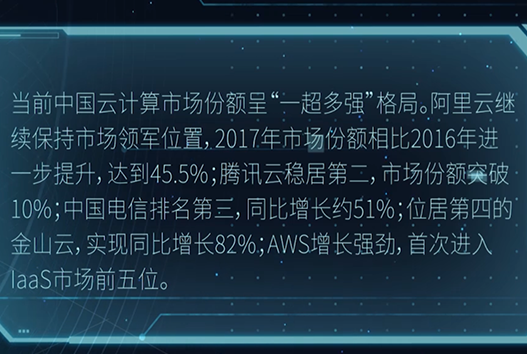 当前中国云计算市场份额呈“一超多强”格局。阿里云继
续保持市场领军位置，2017年市场份额相比2016年进
一步提升，达到45.5%；腾讯云稳居第二，市场份额突破
10%；中国电信排名第三，同比增长约51%；位居第四的
金山云，实现同比增长82%；AWS增长强劲，首次进入
IaaS市场前五位。